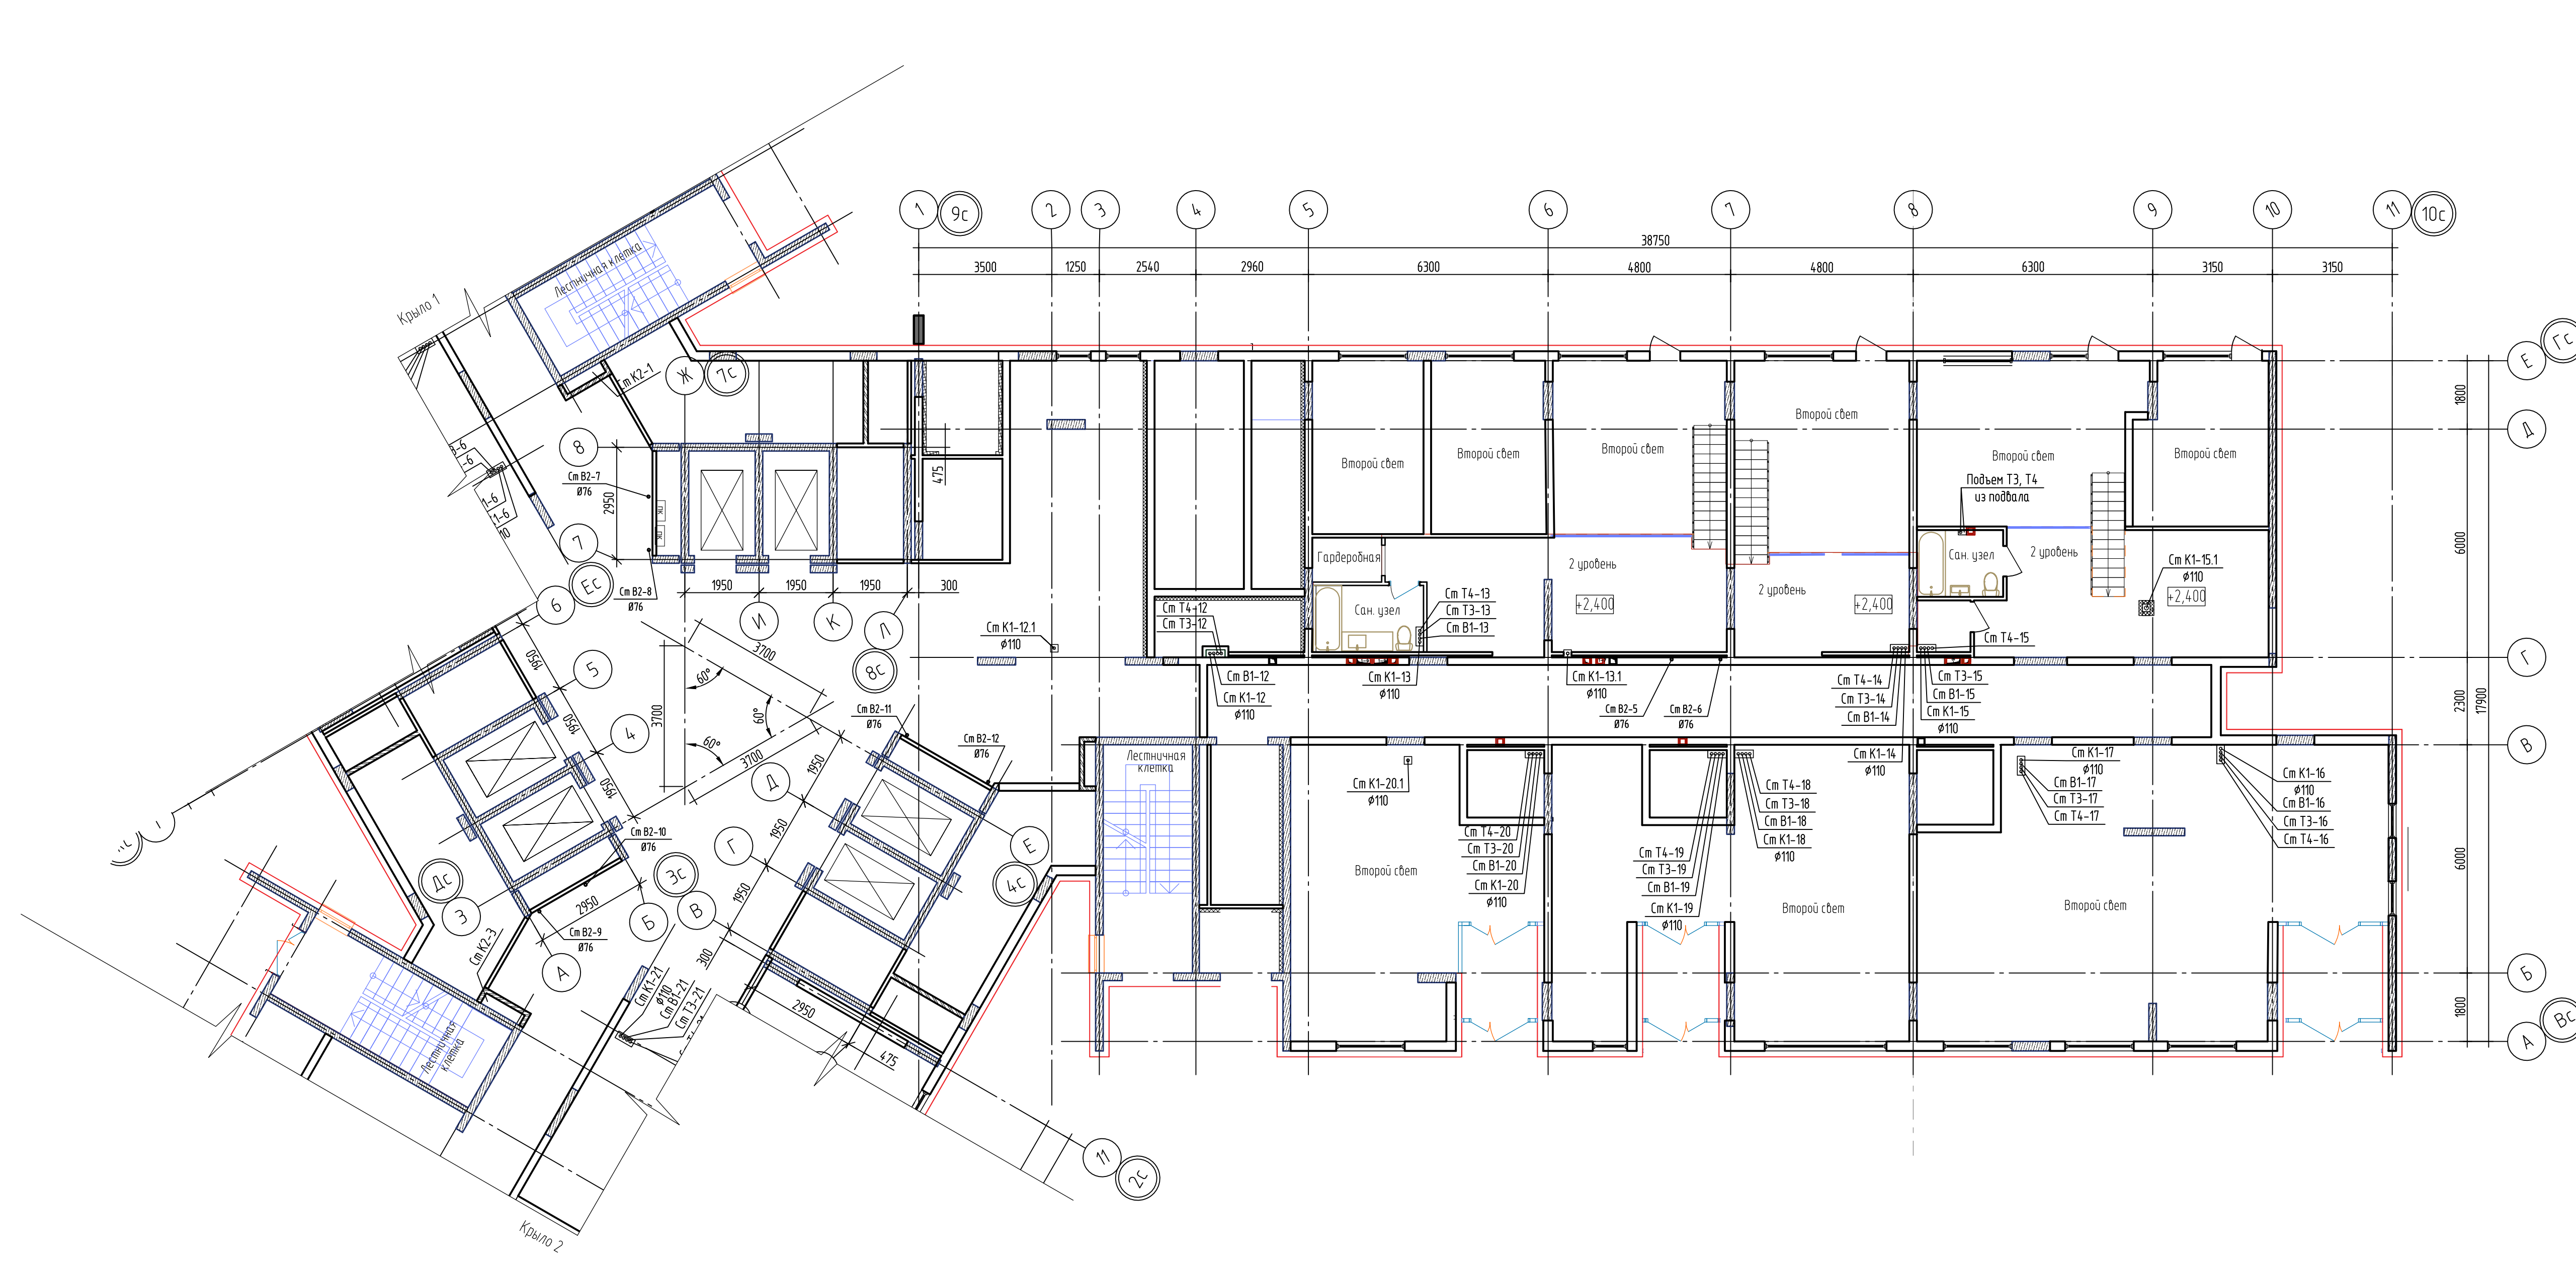 1
9с
2
3
4
5
6
7
8
9
10
11
10с
38750
3500
1250
2540
2960
6300
4800
4800
6300
3150
3150
Крыло 1
Лестничная клетка
Ст К2-1
Ж
7с
Е
Гс
1800
Д
8
Ст В2-7
Ø76
2950
ПК
ПК
475
-6
1-6
1-6
10
7
Ес
6
Ст В2-8
Ø76
1950
1950
1950
300
И
К
Л
8с
Второй свет
Второй свет
Второй свет
Второй свет
Второй свет
Второй свет
Подъем Т3, Т4
из подвала
6000
Гардеробная
2 уровень
2 уровень
Сан. узел
2 уровень
Ст К1-15.1
ø110
+2,400
+2,400
+2,400
Сан. узел
Ст Т4-13
Ст Т3-13
Ст В1-13
Ст Т4-12
Ст Т3-12
Ст К1-12.1
ø110
Ст Т4-15
Г
Ст В1-12
Ст К1-12
ø110
Ст К1-13
ø110
Ст К1-13.1
ø110
Ст В2-5
Ø76
Ст В2-6
Ø76
Ст Т4-14
Ст Т3-14
Ст В1-14
Ст Т3-15
Ст В1-15
Ст К1-15
ø110
2300
17900
В
5
4
1950
1950
1950
3700
3700
3700
60°
60°
60°
Ст В2-11
Ø76
Ст В2-12
Ø76
Лестничная
клетка
Ст К1-20.1
ø110
Ст К1-14
ø110
Ст К1-17
ø110
Ст В1-17
Ст Т3-17
Ст Т4-17
Ст К1-16
ø110
Ст В1-16
Ст Т3-16
Ст Т4-16
Ст Т4-18
Ст Т3-18
Ст В1-18
Ст К1-18
ø110
Ст Т4-20
Ст Т3-20
Ст В1-20
Ст К1-20
ø110
Ст Т4-19
Ст Т3-19
Ст В1-19
Ст К1-19
ø110
Второй свет
Второй свет
Второй свет
6000
Д
Г
В
1950
1950
1950
300
Е
4с
Ст В2-10
Ø76
Дс
3
3с
Б
2950
Ст В2-9
Ø76
А
Ст К2-3
Ст К1-21
ø110
Ст В1-21
Ст Т3-21
2950
475
Лестничная
клетка
Б
1800
Вс
А
11
2с
Крыло 2